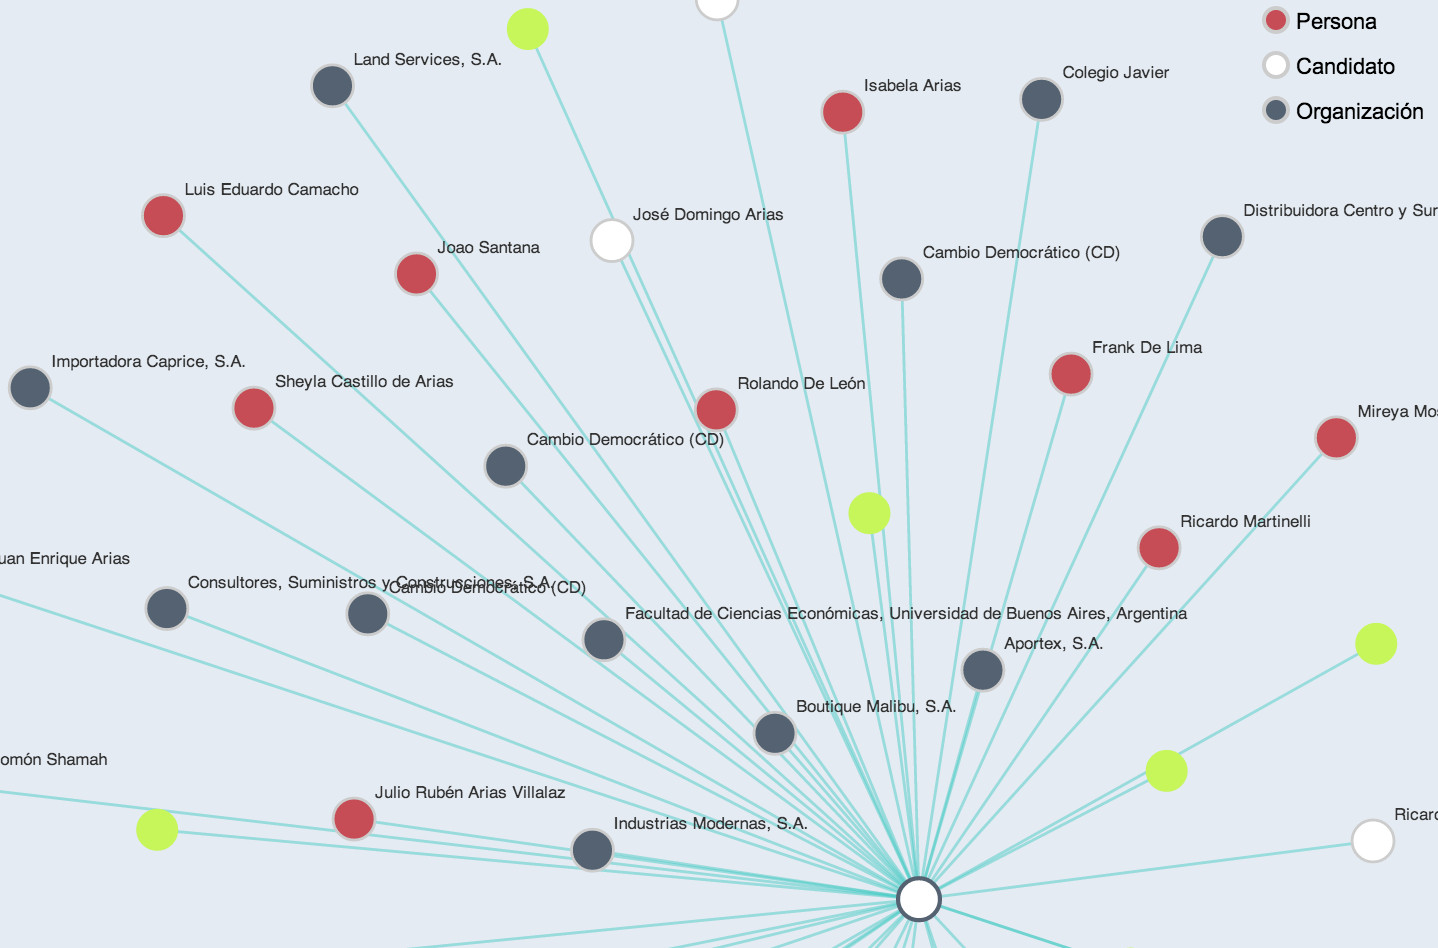 Persona
Candidato
Organización
Land Services, S.A.
Isabela Arias
Colegio Javier
Luis Eduardo Camacho
José Domingo Arias
Distribuidora Centro y Sur
Joao Santana
Cambio Democrático (CD)
Frank De Lima
Importadora Caprice, S.A.
Sheyla Castillo de Arias
Rolando De León
Mireya Mos
Cambio Democrático (CD)
Ricardo Martinelli
uan Enrique Arias
Consultores, Suministros y Construcciones, S.A.
Cambio Democrático (CD)
Facultad de Ciencias Económicas, Universidad de Buenos Aires, Argentina
Aportex, S.A.
Boutique Malibu, S.A.
omón Shamah
Julio Rubén Arias Villalaz
Industrias Modernas, S.A.
Ricard